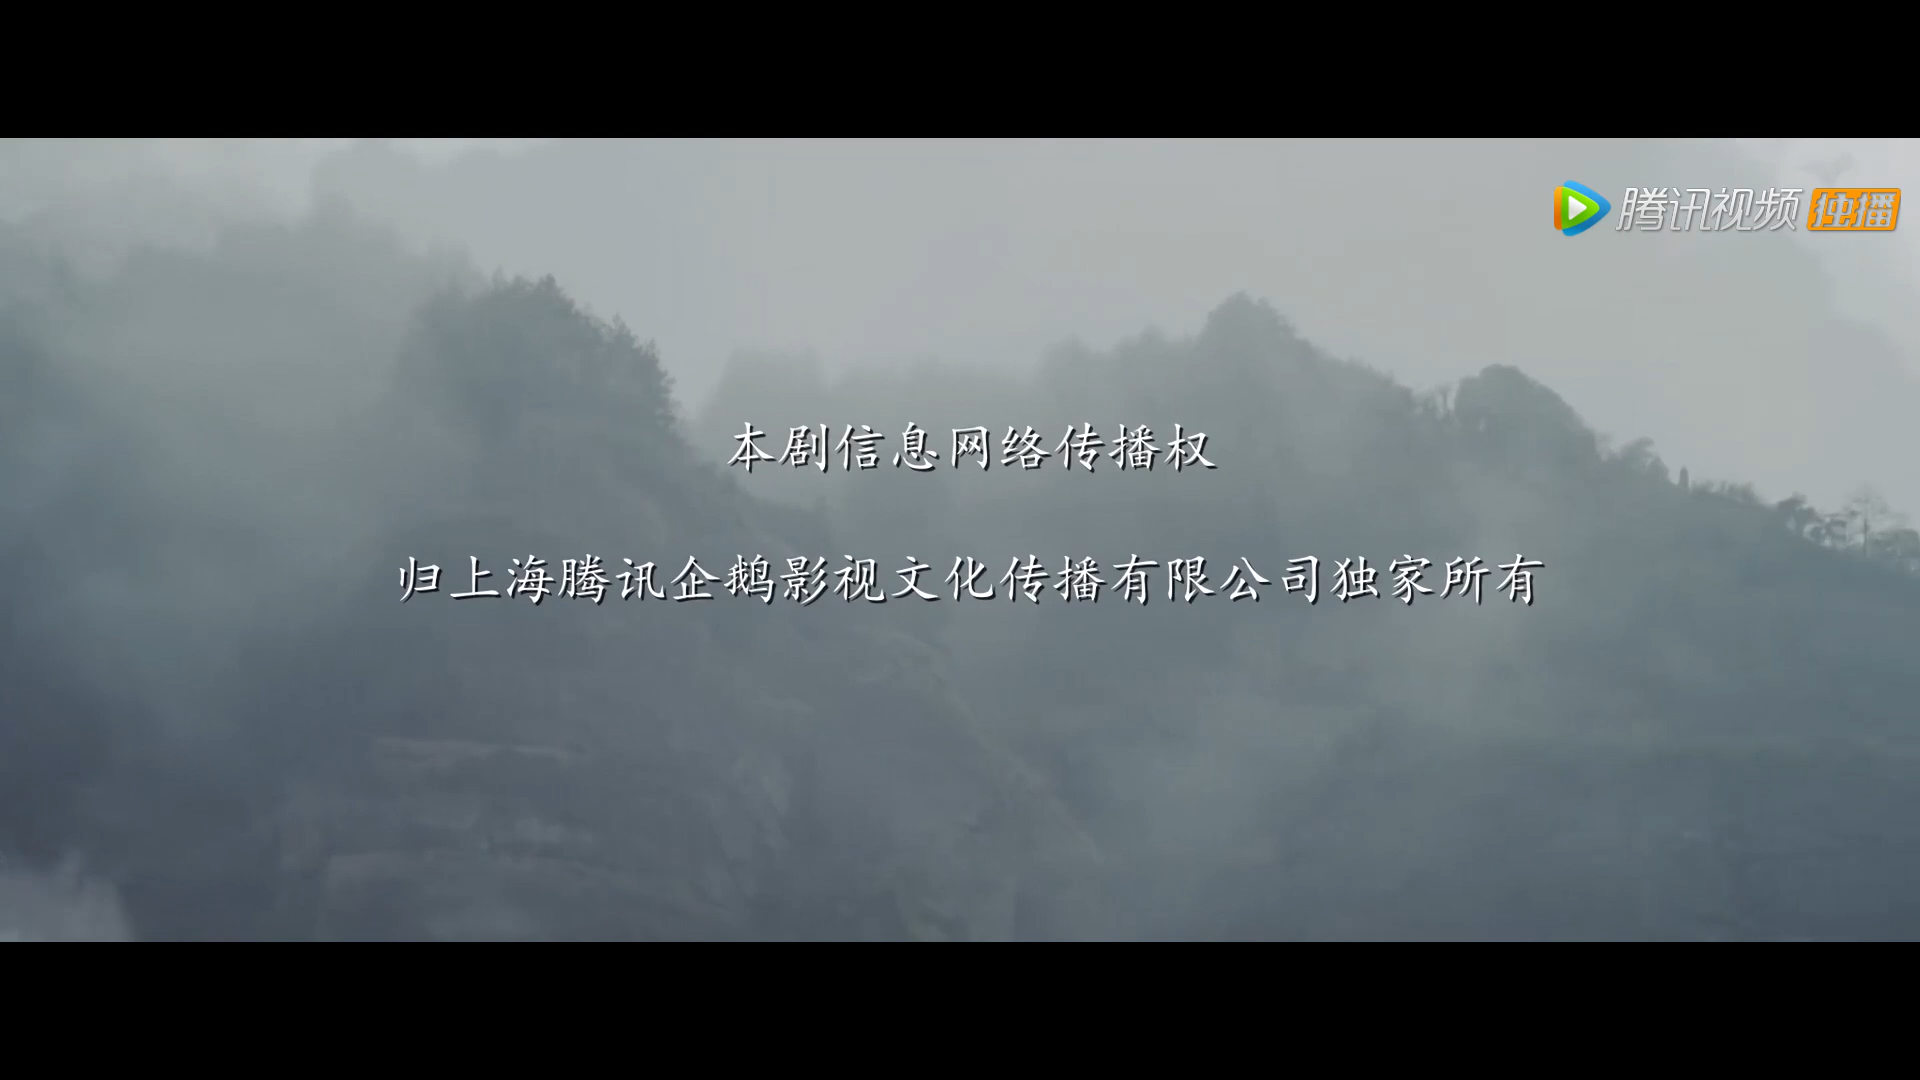 腾讯视频 独播
本剧信息网络传播权
归上海腾讯企鹅影视文化传播有限公司独家所有